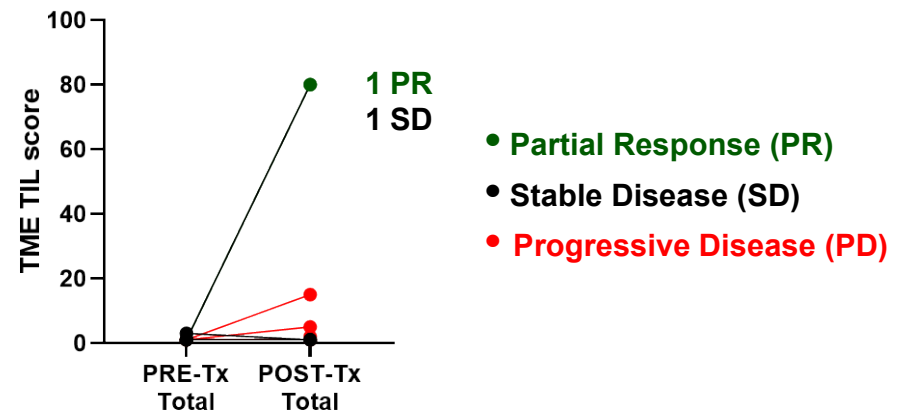 100
80
60
40
20
0
TME TIL score
PRE-Tx
Total
POST-Tx
Total
1 PR
1 SD
Partial Response (PR)
Stable Disease (SD)
Progressive Disease (PD)